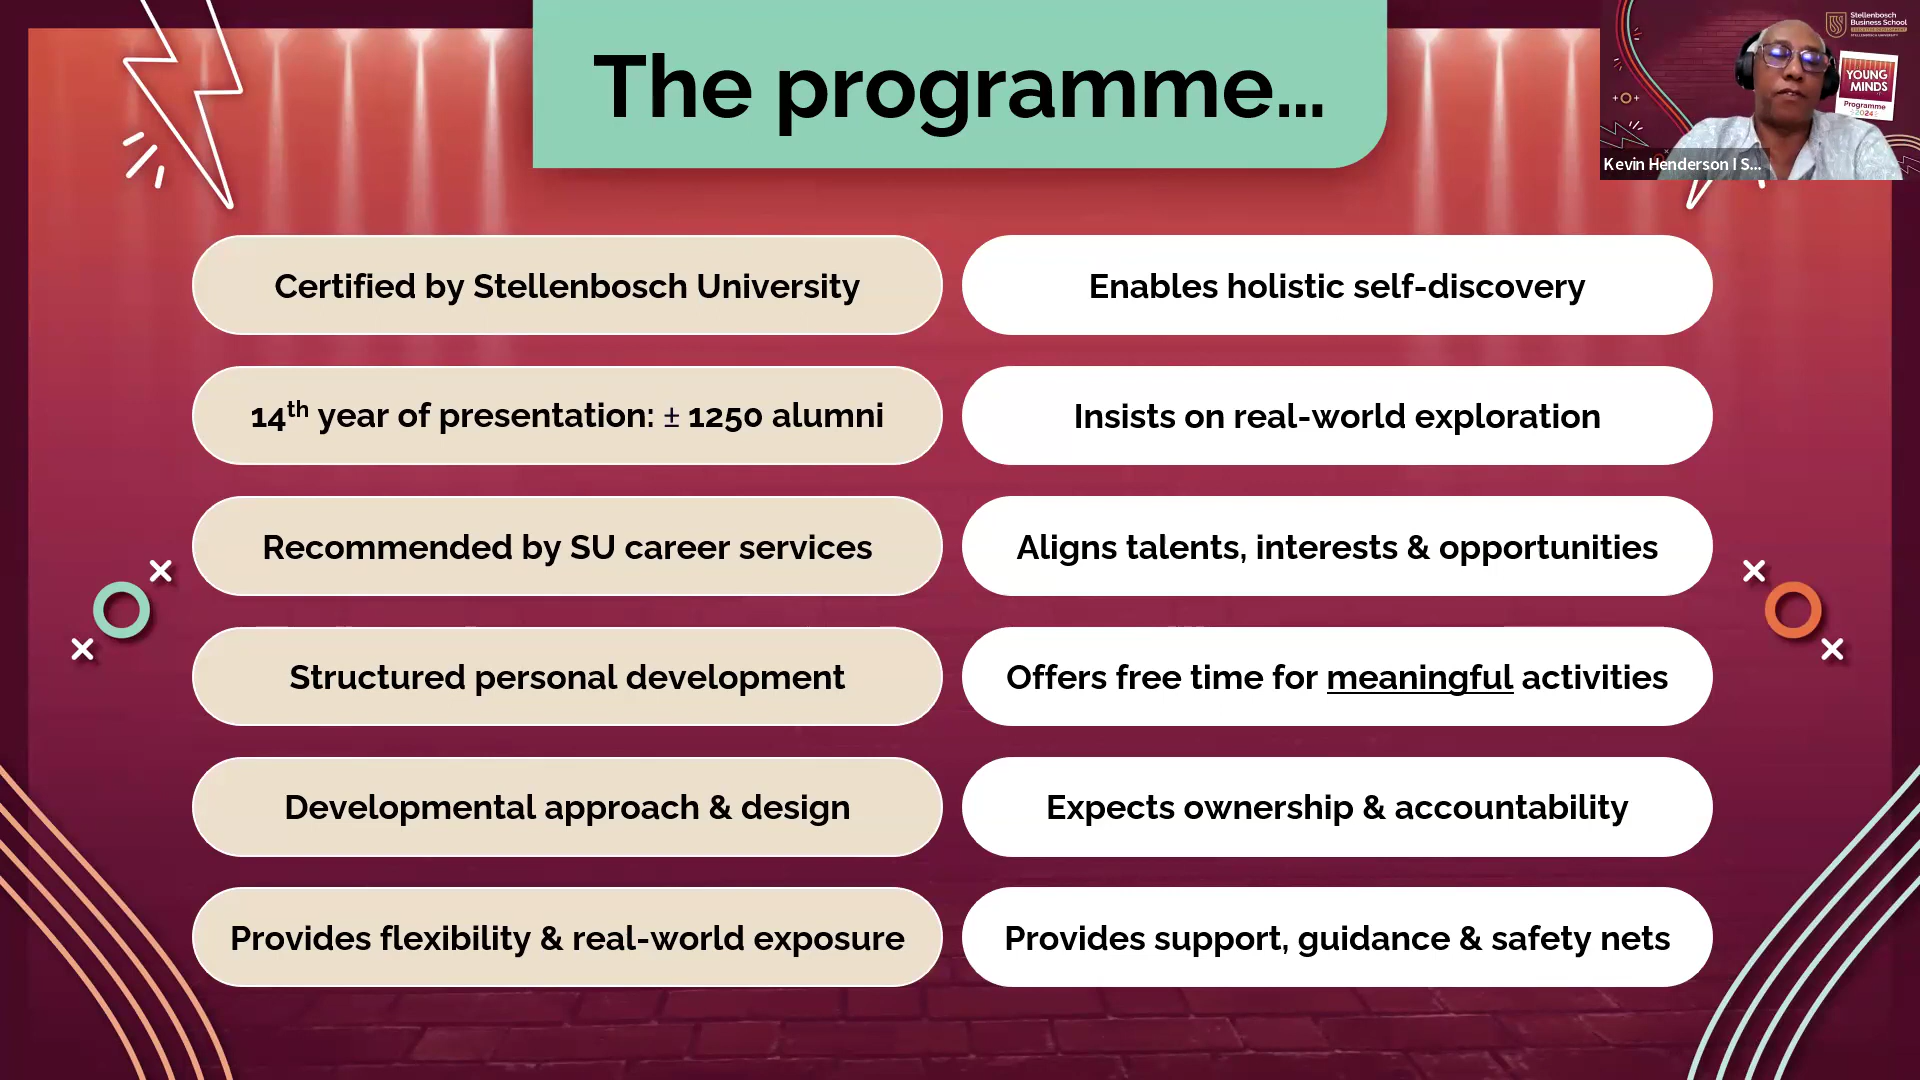 The programme...
Stellenbosch
Business School
STELLENBOSCH UNIVERSITY
YOUNG
MINDS
Programme
2024
Kevin Henderson I S...
Certified by Stellenbosch University
Enables holistic self-discovery
14th year of presentation: ± 1250 alumni
Insists on real-world exploration
Recommended by SU career services
Aligns talents, interests & opportunities
Structured personal development
Offers free time for meaningful activities
Developmental approach & design
Expects ownership & accountability
Provides flexibility & real-world exposure
Provides support, guidance & safety nets